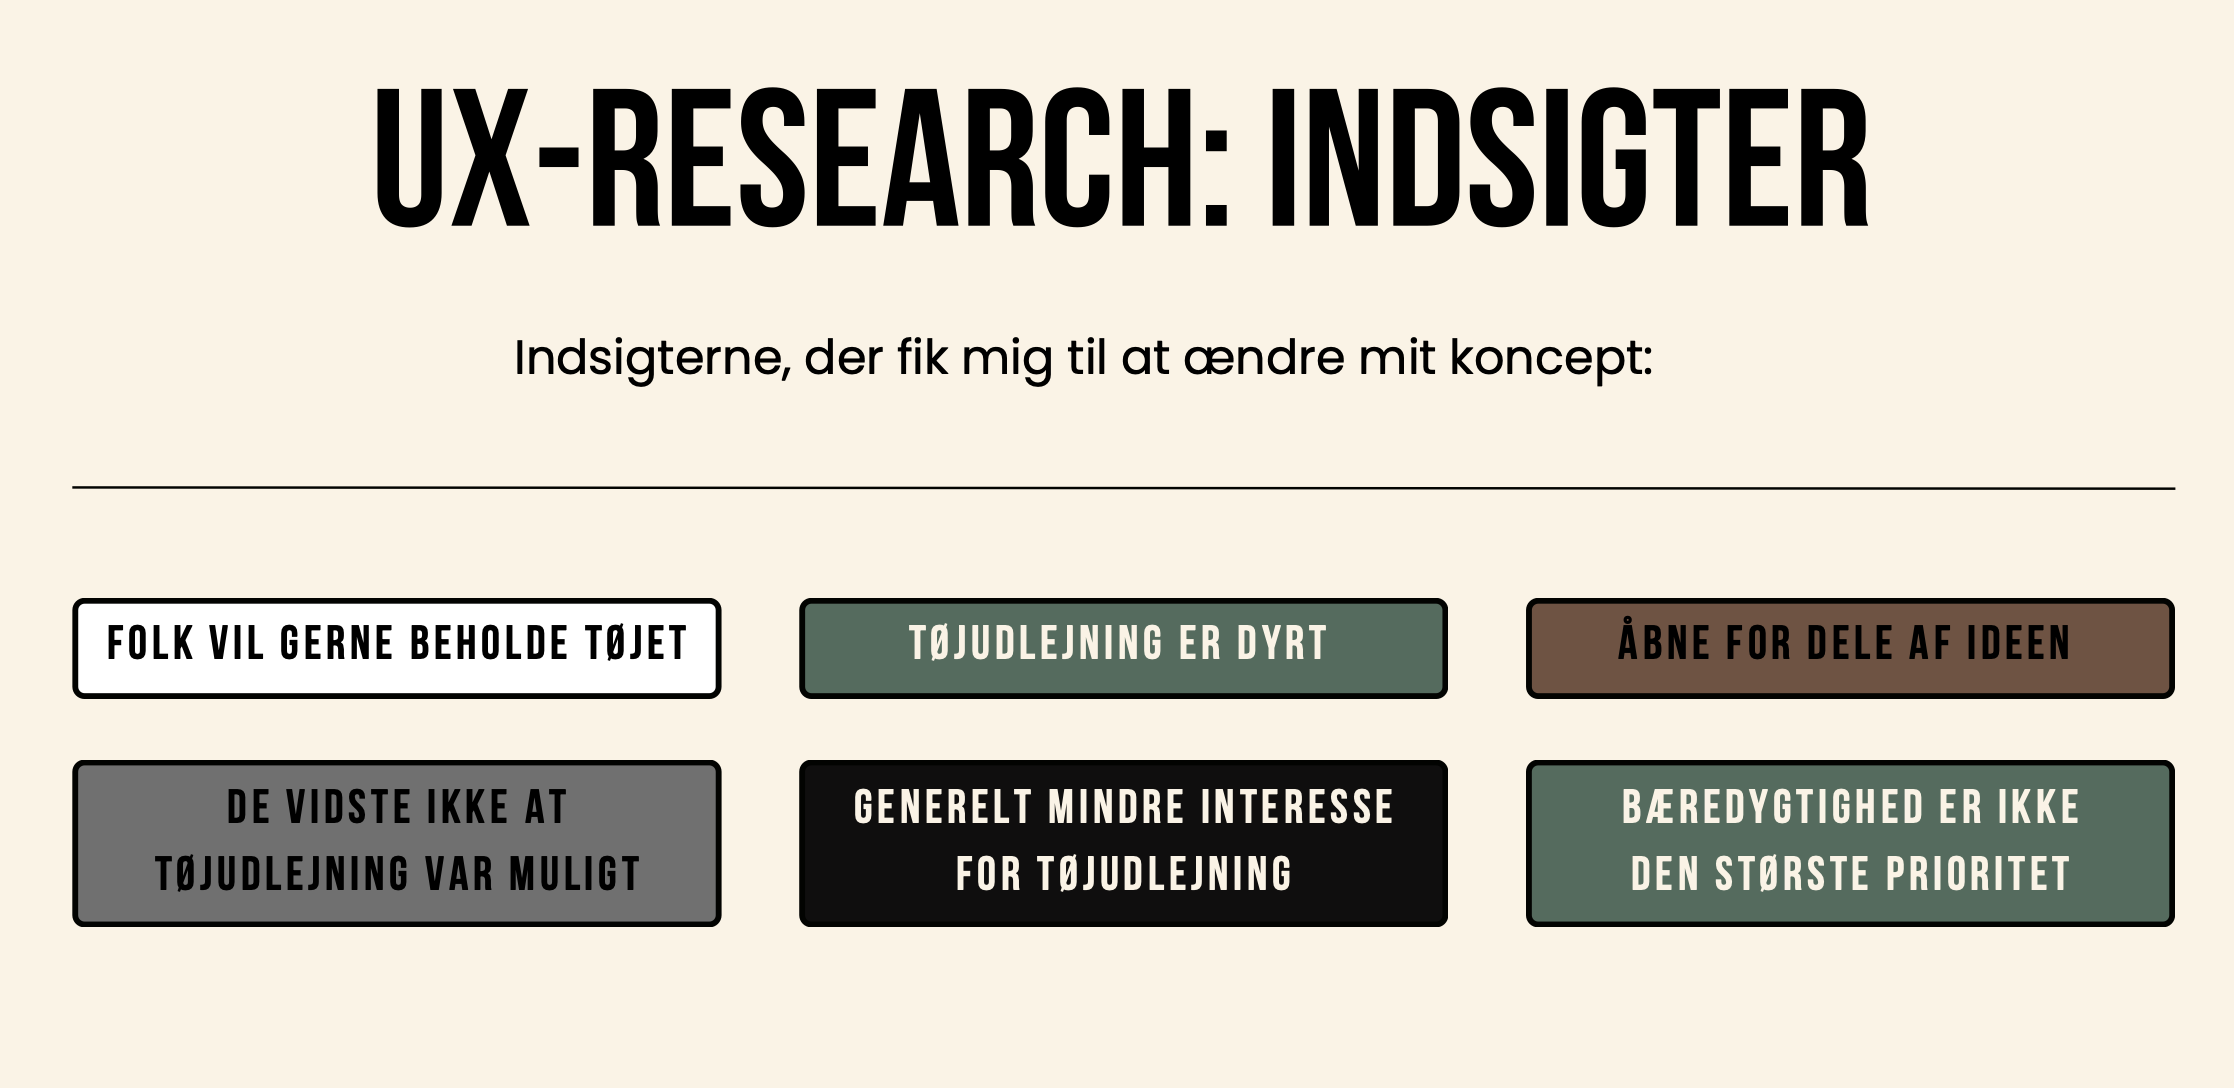 UX-RESEARCH: INDSIGTER
Indsigterne, der fik mig til at ændre mit koncept:
FOLK VIL GERNE BEHOLDE TØJET
TØJUDLEJNING ER DYRT
ÅBNE FOR DELE AF IDEEN
DE VIDSTE IKKE AT
TØJUDLEJNING VAR MULIGT
GENERELT MINDRE INTERESSE
FOR TØJUDLEJNING
BÆREDYGTIGHED ER IKKE
DEN STØRSTE PRIORITET